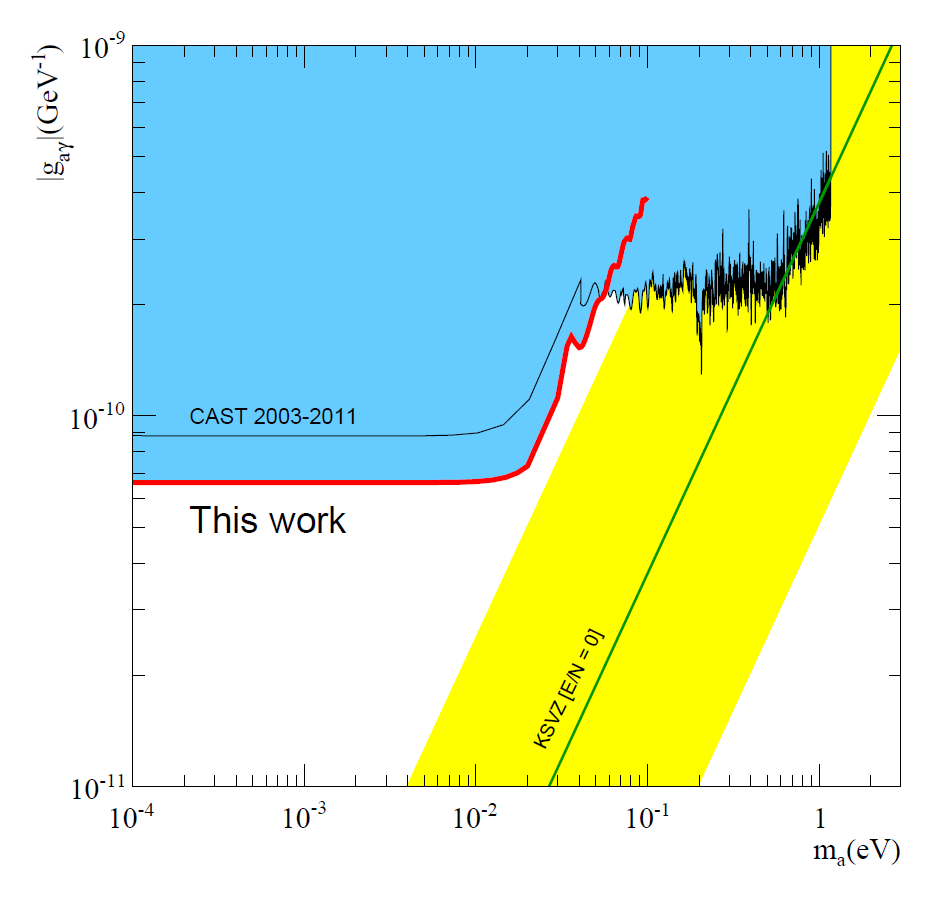 10⁻⁹
|g_aγ|(GeV⁻¹)
10⁻¹⁰
CAST 2003-2011
This work
KSVZ [E/N = 0]
10⁻¹¹
10⁻⁴ 10⁻³ 10⁻² 10⁻¹ 1
mₐ(eV)